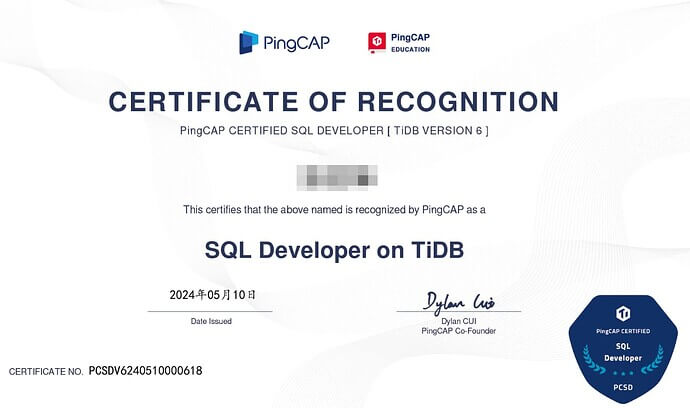 PingCAP
PingCAP
EDUCATION
CERTIFICATE OF RECOGNITION
PingCAP CERTIFIED SQL DEVELOPER [ TiDB VERSION 6 ]
This certifies that the above named is recognized by PingCAP as a
SQL Developer on TiDB
2024年05月10日
Date Issued
Dylan Cui
Dylan CUI
PingCAP Co-Founder
CERTIFICATE NO. PCSDV6240510000618
PingCAP CERTIFIED
SQL
Developer
PCSD